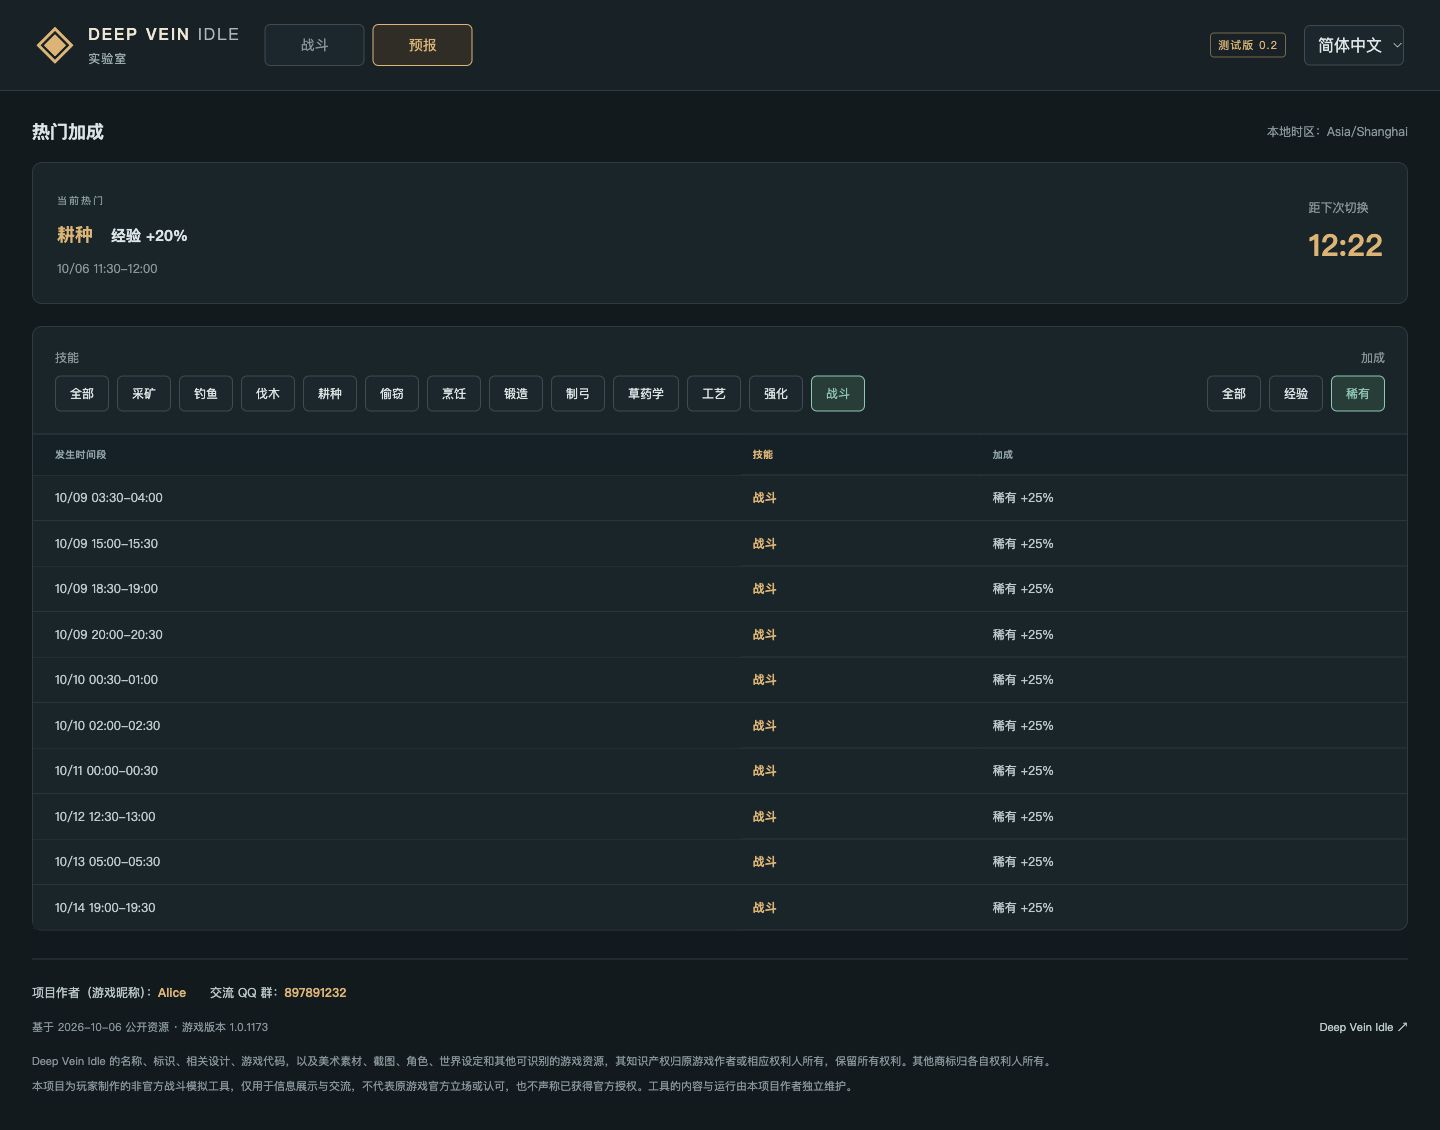 DEEP VEIN IDLE
实验室
战斗
预报
测试版 0.2
简体中文
热门加成
本地时区：Asia/Shanghai
当前热门
耕种 经验 +20%
10/06 11:30–12:00
距下次切换
12:22
技能
全部 采矿 钓鱼 伐木 耕种 偷窃 烹饪 锻造 制弓 草药学 工艺 强化 战斗
加成
全部 经验 稀有
发生时间段 技能 加成
10/09 03:30–04:00 战斗 稀有 +25%
10/09 15:00–15:30 战斗 稀有 +25%
10/09 18:30–19:00 战斗 稀有 +25%
10/09 20:00–20:30 战斗 稀有 +25%
10/10 00:30–01:00 战斗 稀有 +25%
10/10 02:00–02:30 战斗 稀有 +25%
10/11 00:00–00:30 战斗 稀有 +25%
10/12 12:30–13:00 战斗 稀有 +25%
10/13 05:00–05:30 战斗 稀有 +25%
10/14 19:00–19:30 战斗 稀有 +25%
项目作者（游戏昵称）：Alice 交流 QQ 群：897891232
基于 2026-10-06 公开资源 · 游戏版本 1.0.1173
Deep Vein Idle ↗
Deep Vein Idle 的名称、标识、相关设计、游戏代码，以及美术素材、截图、角色、世界设定和其他可识别的游戏资源，其知识产权归原游戏作者或相应权利人所有，保留所有权利。其他商标归各自权利人所有。
本项目为玩家制作的非官方战斗模拟工具，仅用于信息展示与交流，不代表原游戏官方立场或认可，也不声称已获得官方授权。工具的内容与运行由本项目作者独立维护。